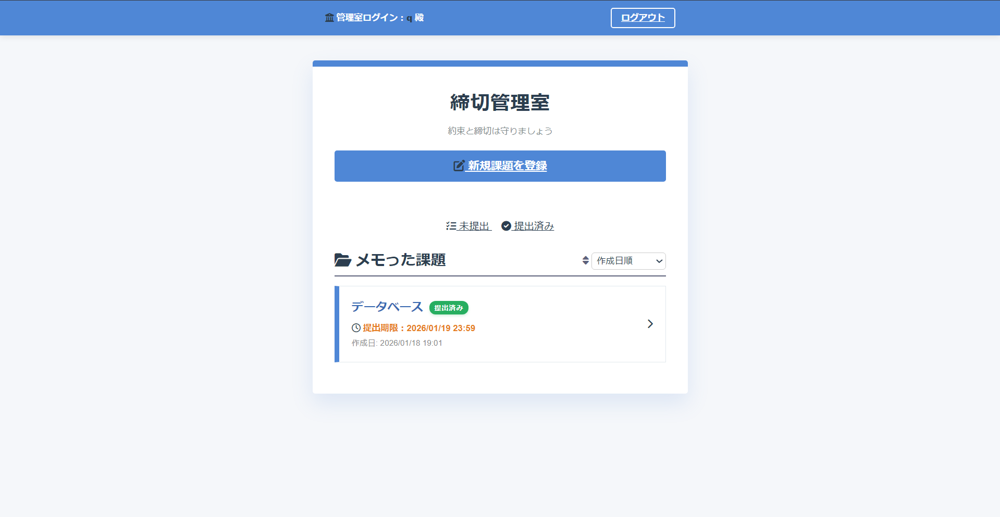 管理室ログイン：q 殿
ログアウト
締切管理室
約束と締切は守りましょう
新規課題を登録
未提出 提出済み
メモった課題
作成日順
データベース 提出済み
提出期限：2026/01/19 23:59
作成日: 2026/01/18 19:01